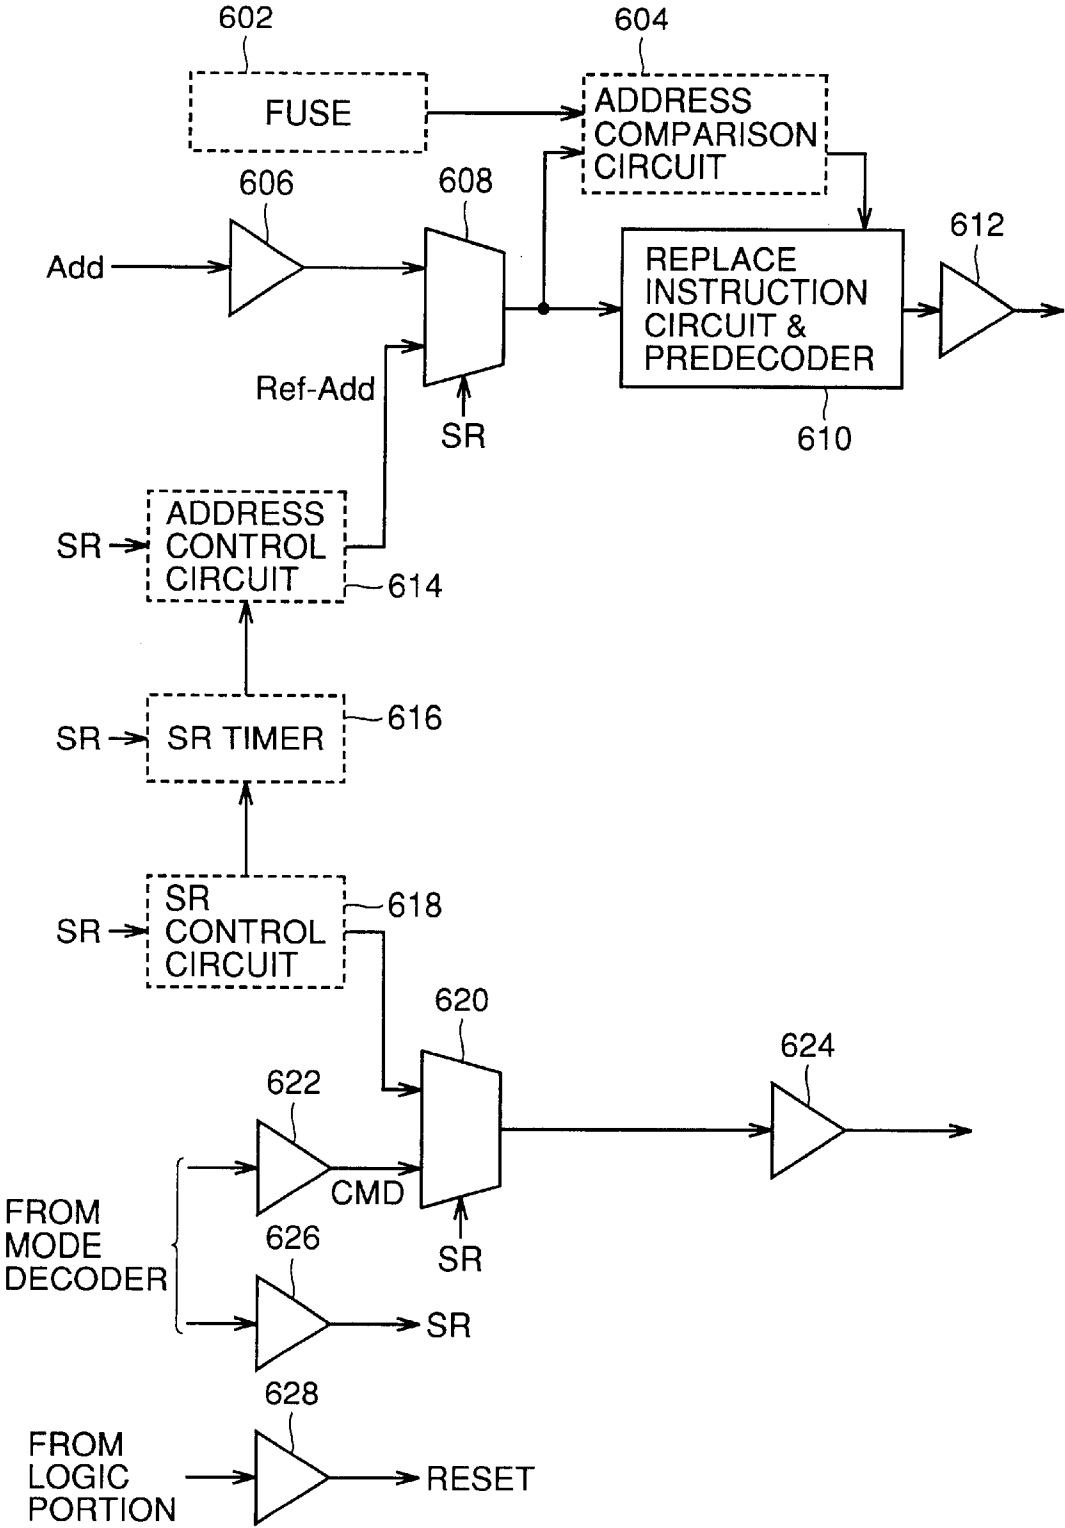 602
604
FUSE
ADDRESS
COMPARISON
CIRCUIT
606
608
612
Add
REPLACE
INSTRUCTION
CIRCUIT &
PREDECODER
Ref-Add
SR
610
ADDRESS
CONTROL
CIRCUIT
SR
614
SR
SR TIMER
616
SR
CONTROL
CIRCUIT
SR
618
620
624
622
CMD
FROM
MODE
DECODER
626
SR
SR
628
FROM
LOGIC
PORTION
RESET